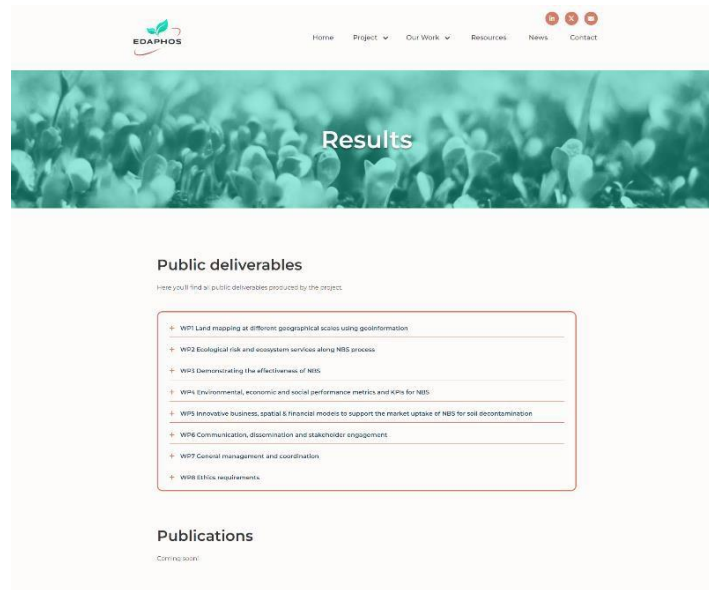 EDAPHOS
Home Project Our Work Resources News Contact
Results
Public deliverables
Here you'll find all public deliverables produced by the project.
+ WP1 Land mapping at different geographical scales using geoinformation
+ WP2 Ecological risk and ecosystem services along NBS process
+ WP3 Demonstrating the effectiveness of NBS
+ WP4 Environmental, economic and social performance metrics and KPIs for NBS
+ WP5 Innovative business, spatial & financial models to support the market uptake of NBS for soil decontamination
+ WP6 Communication, dissemination and stakeholder engagement
+ WP7 General management and coordination
+ WP8 Ethics requirements
Publications
Coming soon!